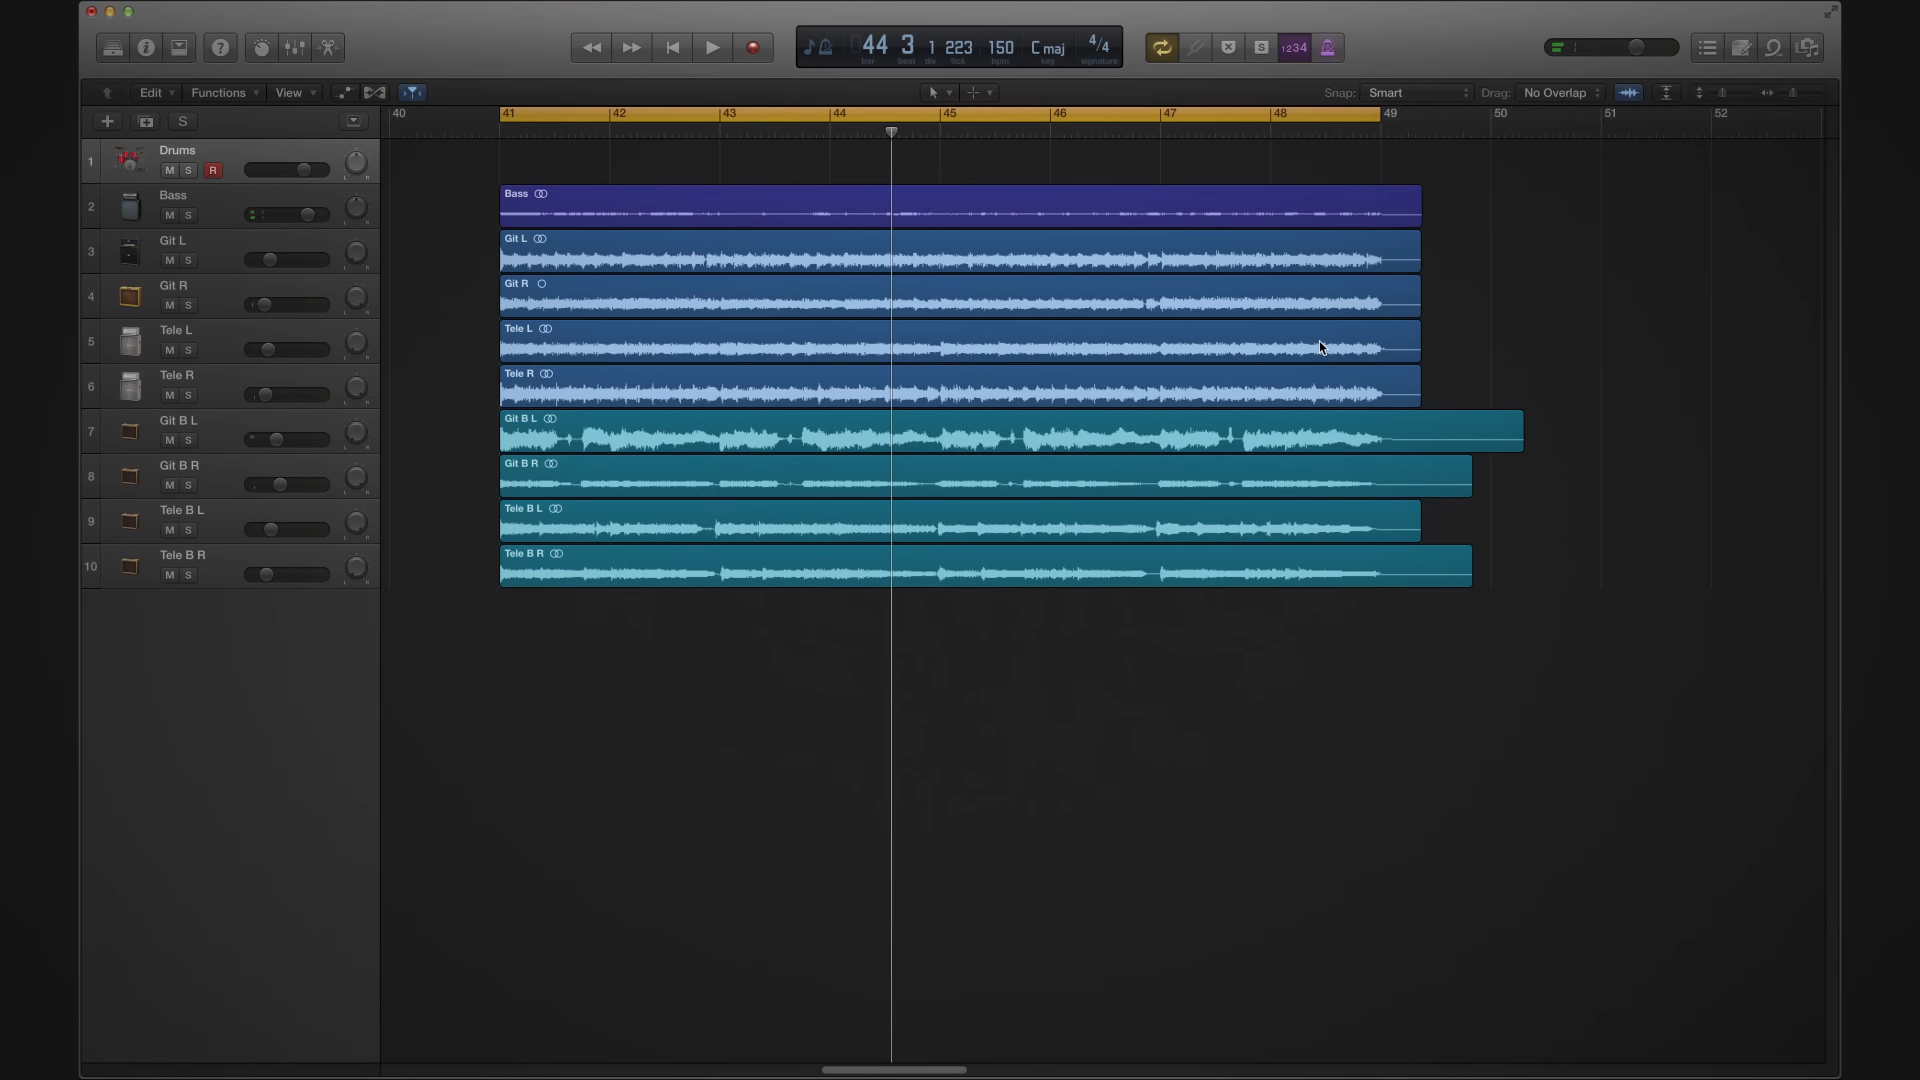 44 3 1 223 150 C maj 4/4
bar beat div tick bpm key signature
S 1234
Edit Functions View Snap: Smart Drag: No Overlap
S 40 41 42 43 44 45 46 47 48 49 50 51 52
1 Drums
M S R
2 Bass
M S
Bass
3 Git L
M S
Git L
4 Git R
M S
Git R
5 Tele L
M S
Tele L
6 Tele R
M S
Tele R
7 Git B L
M S
Git B L
8 Git B R
M S
Git B R
9 Tele B L
M S
Tele B L
10 Tele B R
M S
Tele B R